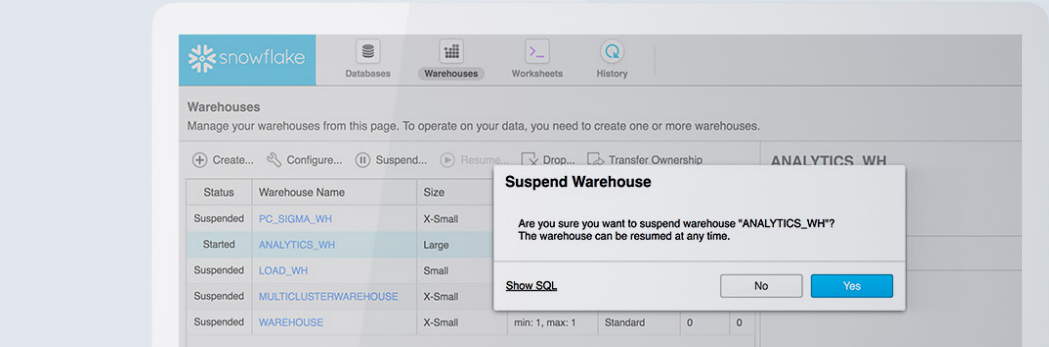 snowflake
Databases Warehouses Worksheets History
Warehouses
Manage your warehouses from this page. To operate on your data, you need to create one or more warehouses.
Create... Configure... Suspend... Resume... Drop... Transfer Ownership
ANALYTICS_WH
Status Warehouse Name Size
Suspended PC_SIGMA_WH X-Small
Started ANALYTICS_WH Large
Suspended LOAD_WH Small
Suspended MULTICLUSTERWAREHOUSE X-Small
Suspended WAREHOUSE X-Small min: 1, max: 1 Standard 0 0
Suspend Warehouse
Are you sure you want to suspend warehouse "ANALYTICS_WH"?
The warehouse can be resumed at any time.
Show SQL No Yes